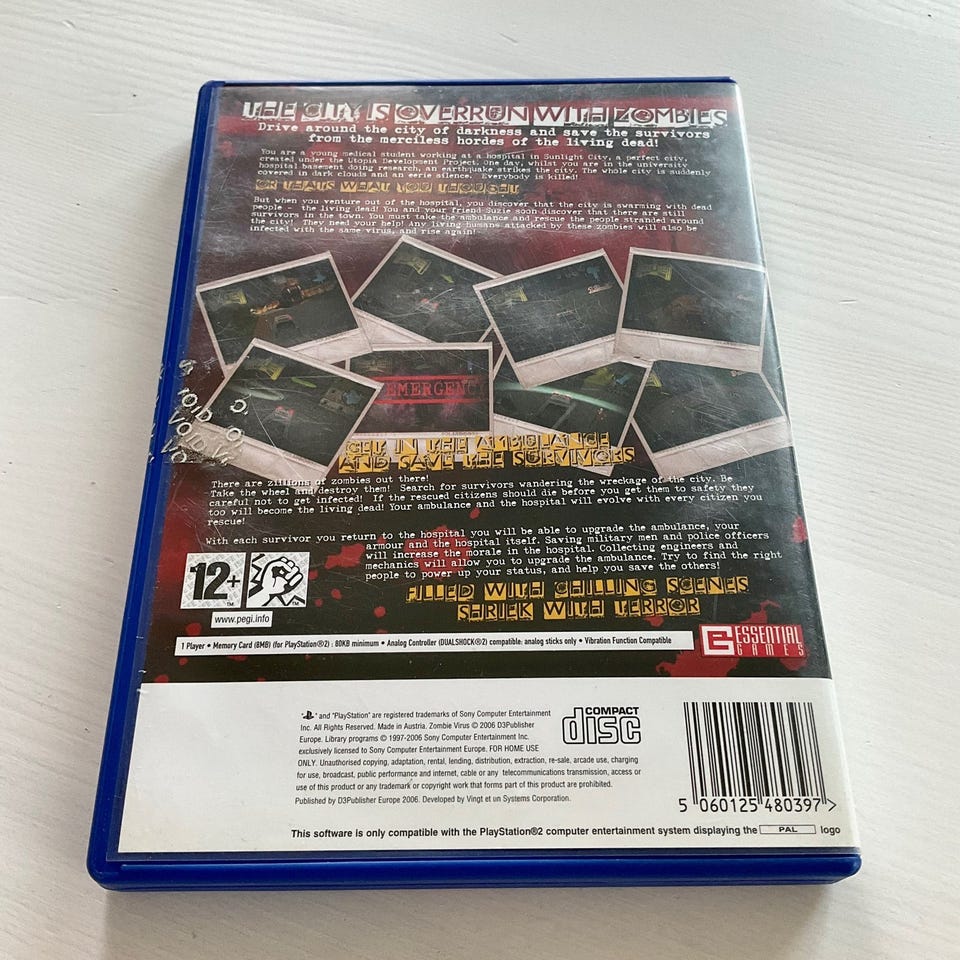 THE CITY IS OVERRUN WITH ZOMBIES
Drive around the city of darkness and save the survivors
from the merciless hordes of the living dead!
You are a young medical student working at a hospital in Sunlight City, a perfect city,
created under the Utopia Development Project. One day, whilst you are in the university
hospital basement doing research, an earthquake strikes the city. The whole city is suddenly
covered in dark clouds and an eerie silence. Everybody is killed!
OR THATS WHAT YOU THOUGHT
But when you venture out of the hospital, you discover that the city is swarming with dead
people - the living dead! You and your friend Suzie soon discover that there are still
survivors in the town. You must take the ambulance and rescue the people stranded around
the city! They need your help! Any living humans attacked by these zombies will also be
infected with the same virus, and rise again!
EMERGENC
VOID
VOID
GET IN THE AMBULANCE
AND SAVE THE SURVIVORS
There are zillions of zombies out there!
Take the wheel and destroy them! Search for survivors wandering the wreckage of the city. Be
careful not to get infected! If the rescued citizens should die before you get them to safety they
too will become the living dead! Your ambulance and the hospital will evolve with every citizen you
rescue!
With each survivor you return to the hospital you will be able to upgrade the ambulance, your
armour and the hospital itself. Saving military men and police officers
will increase the morale in the hospital. Collecting engineers and
mechanics will allow you to upgrade the ambulance. Try to find the right
people to power up your status, and help you save the others!
12+
TM
www.pegi.info
FILLED WITH CHILLING SCENES
SHRIEK WITH TERROR
1 Player • Memory Card (8MB) (for PlayStation®2) : 80KB minimum • Analog Controller (DUALSHOCK®2) compatible: analog sticks only • Vibration Function Compatible
ESSENTIAL
GAMES
" " and "PlayStation" are registered trademarks of Sony Computer Entertainment
Inc. All Rights Reserved. Made in Austria. Zombie Virus © 2006 D3Publisher
Europe. Library programs © 1997-2006 Sony Computer Entertainment Inc.
exclusively licensed to Sony Computer Entertainment Europe. FOR HOME USE
ONLY. Unauthorised copying, adaptation, rental, lending, distribution, extraction, re-sale, arcade use, charging
for use, broadcast, public performance and internet, cable or any telecommunications transmission, access or
use of this product or any trademark or copyright work that forms part of this product are prohibited.
Published by D3Publisher Europe 2006. Developed by Vingt et un Systems Corporation.
COMPACT
disc
5 060125 480397 >
This software is only compatible with the PlayStation®2 computer entertainment system displaying the PAL logo